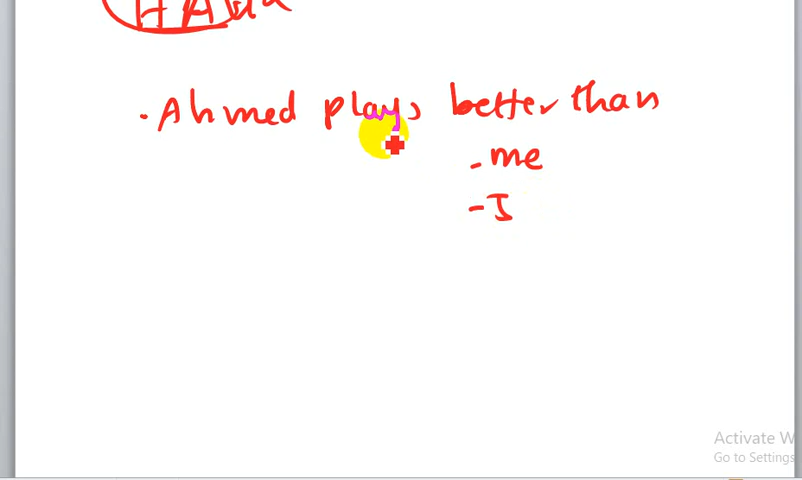 . Ahmed plays better than
- me
- I
Activate W
Go to Settings